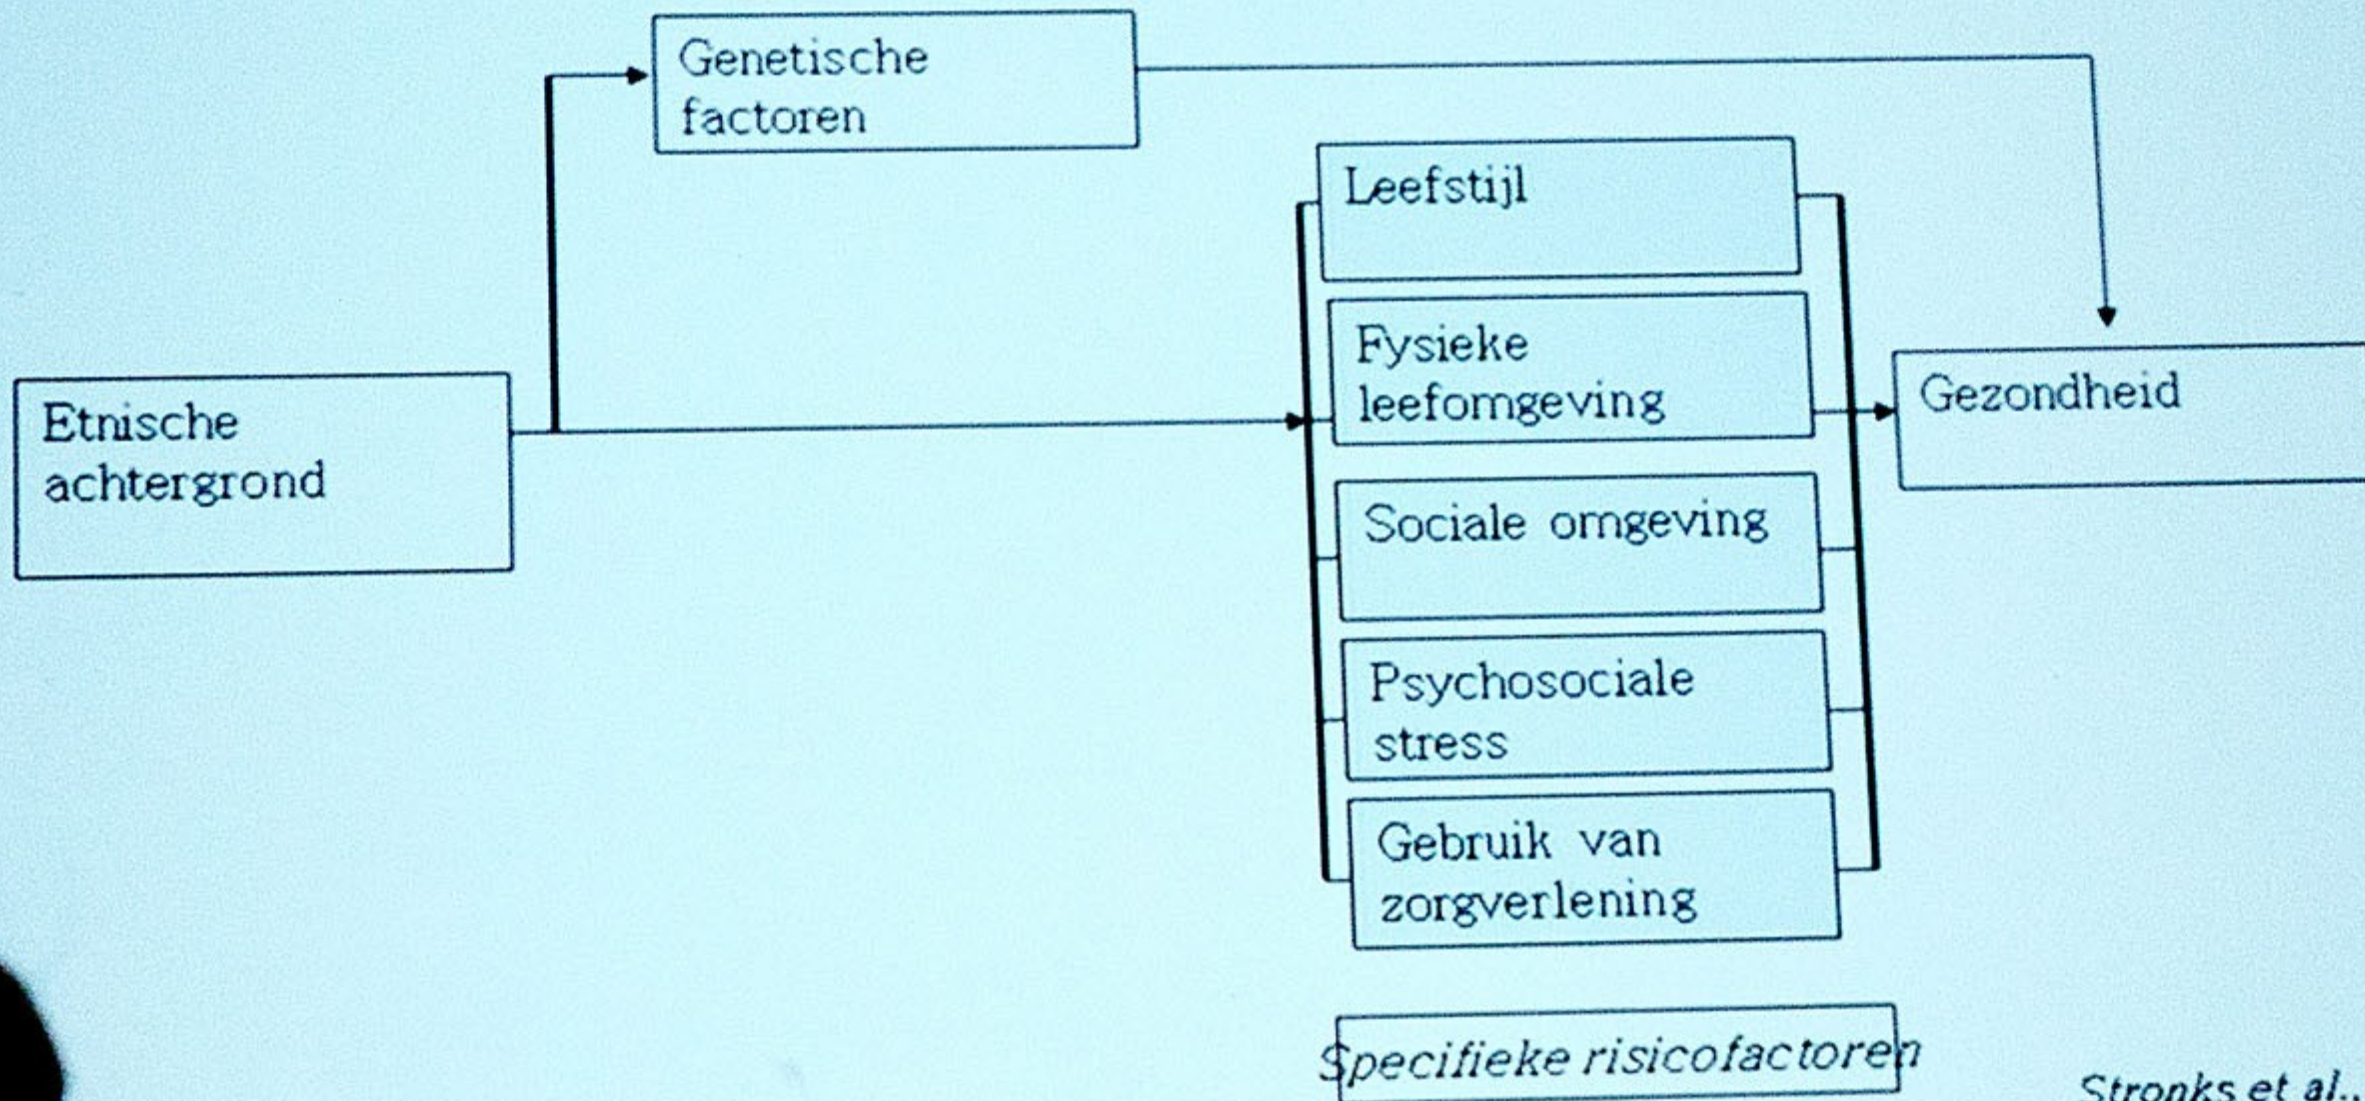 Genetische
factoren
Leefstijl
Fysieke
leefomgeving
Etnische
achtergrond
Gezondheid
Sociale omgeving
Psychosociale
stress
Gebruik van
zorgverlening
Specifieke risicofactoren
Stronks et al.,